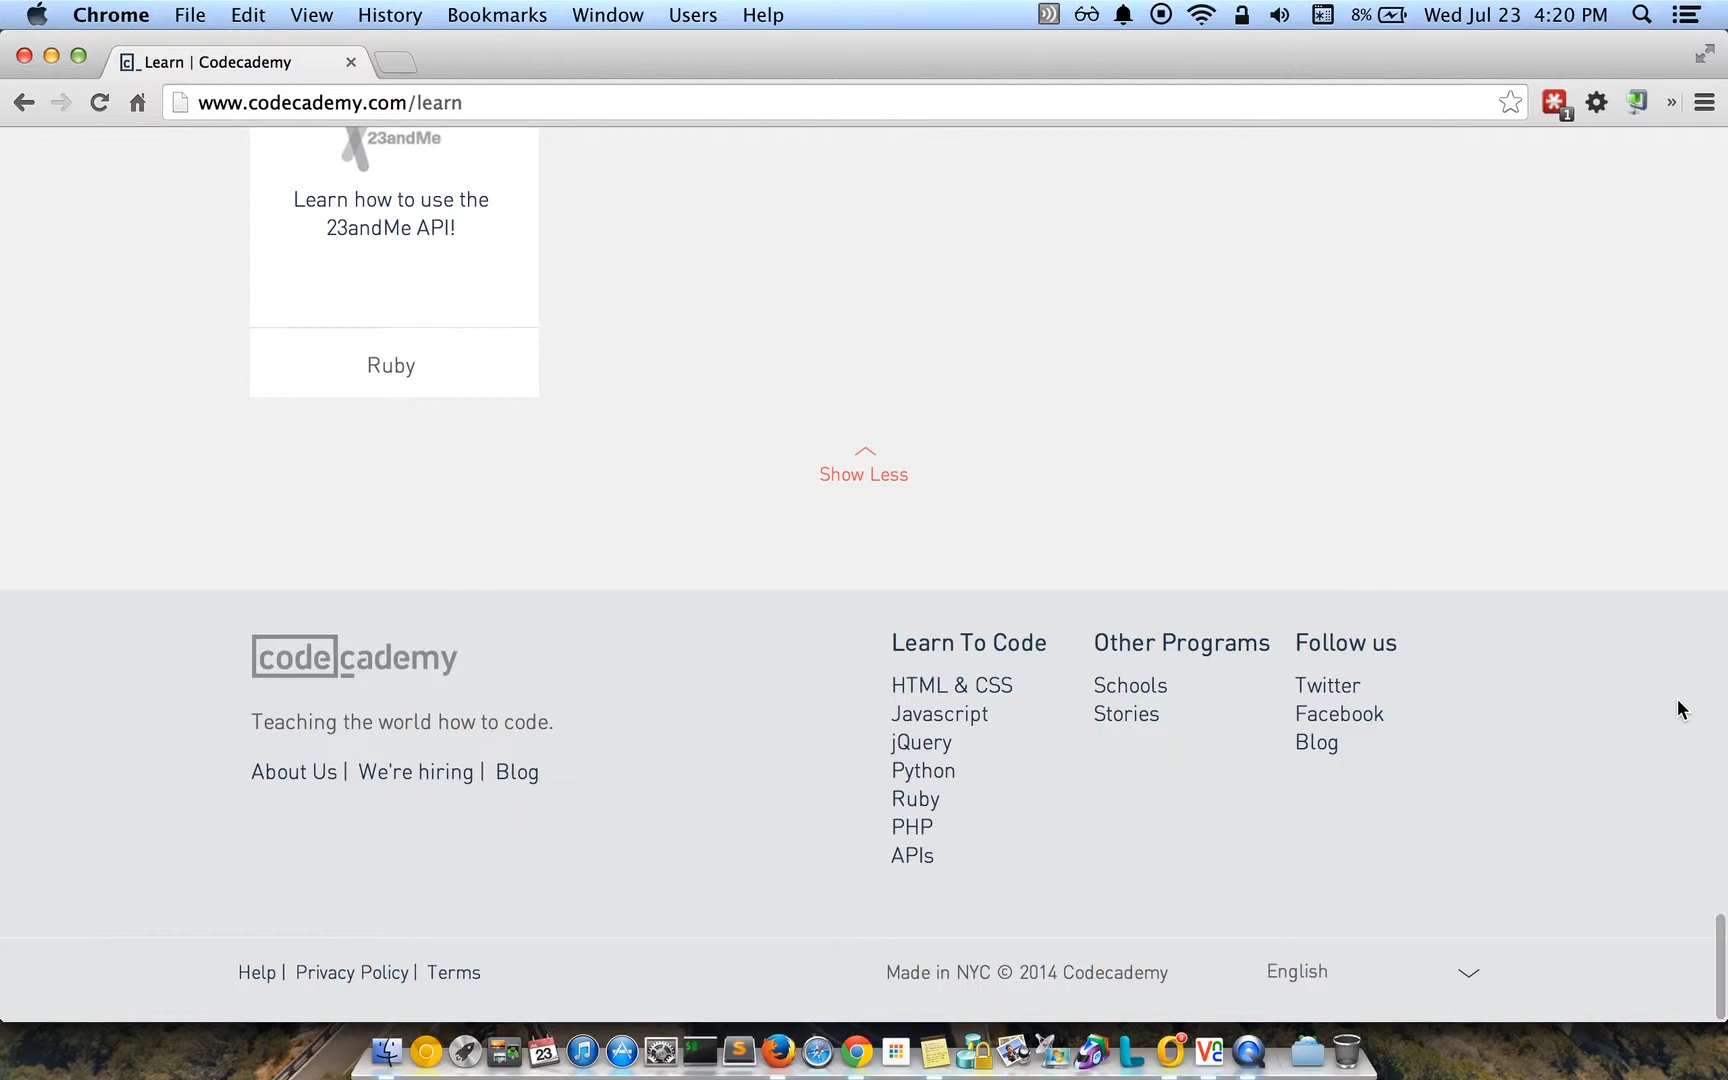 Chrome File Edit View History Bookmarks Window Users Help 8% Wed Jul 23 4:20 PM
c_ Learn | Codecademy ×
www.codecademy.com/learn » 1
23andMe
Learn how to use the
23andMe API!
Ruby
Show Less
codecademy
Teaching the world how to code.
About Us | We're hiring | Blog
Learn To Code
HTML & CSS
Javascript
jQuery
Python
Ruby
PHP
APIs
Other Programs
Schools
Stories
Follow us
Twitter
Facebook
Blog
Help | Privacy Policy | Terms
Made in NYC © 2014 Codecademy
English
23